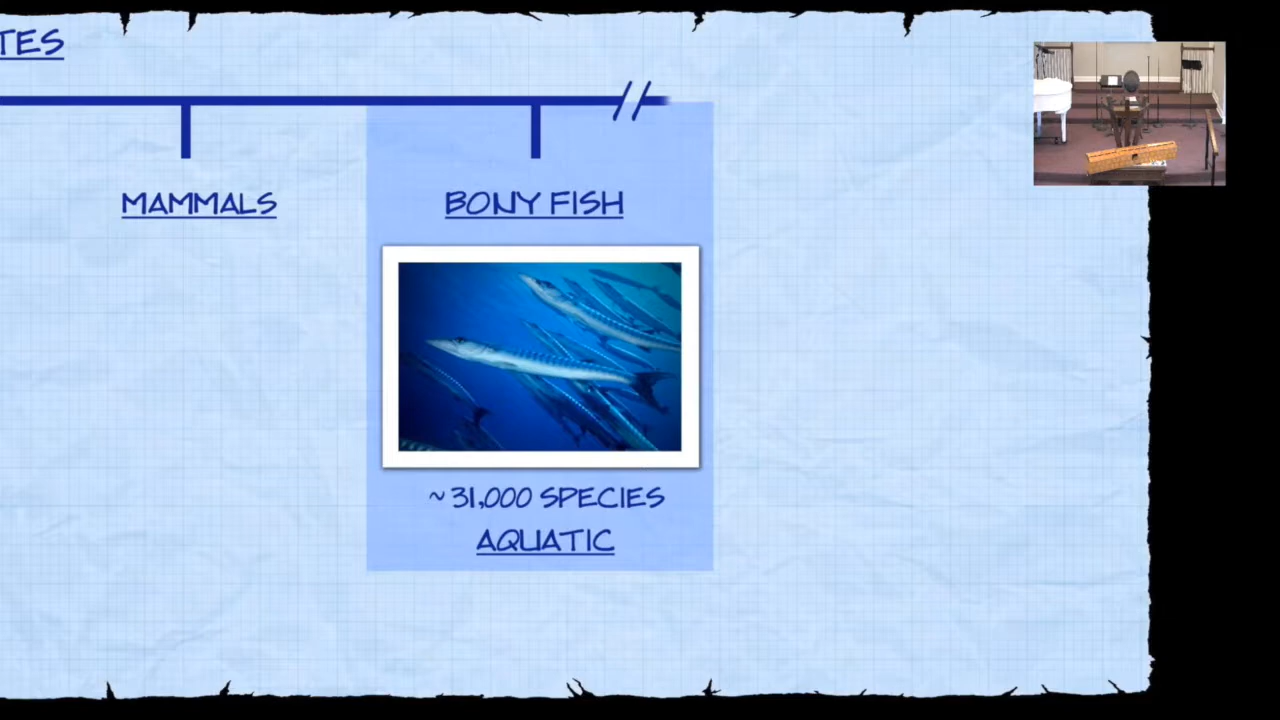 TES
MAMMALS
BONY FISH
~31,000 SPECIES
AQUATIC